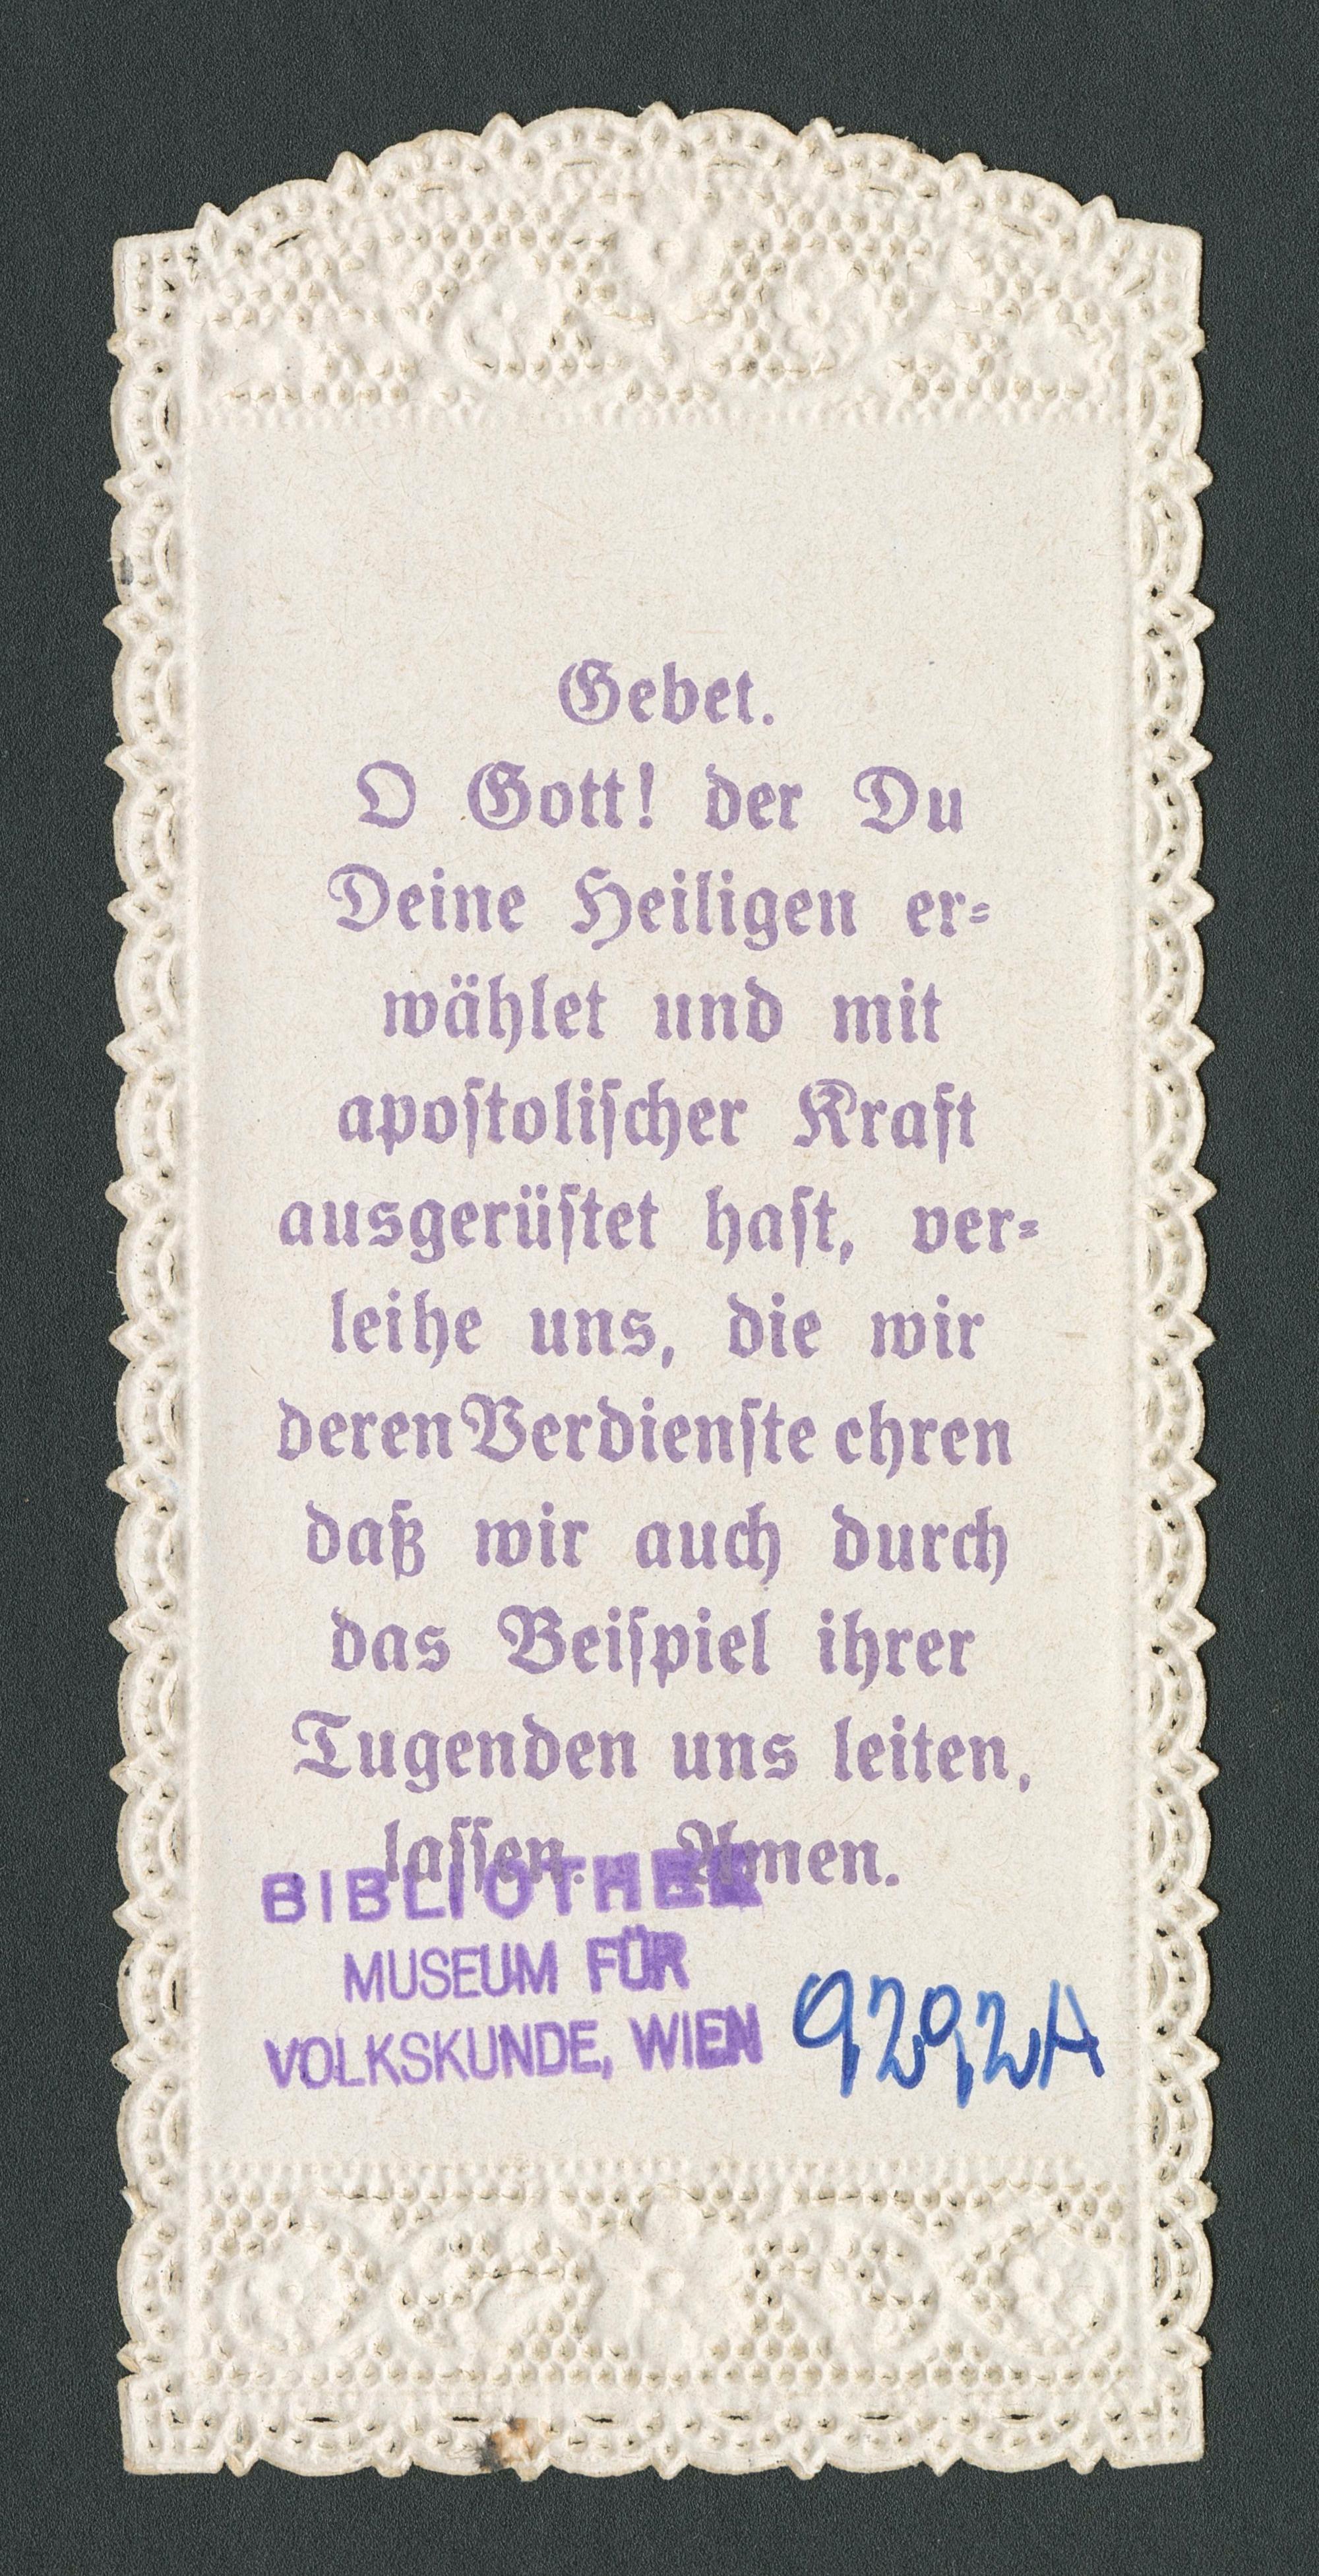 Gebet.
O Gott! der Du
Deine Heiligen er=
wählet und mit
apostolischer Kraft
ausgerüstet hast, ver=
leihe uns, die wir
deren Verdienste ehren
daß wir auch durch
das Beispiel ihrer
Tugenden uns leiten,
lassen. Amen.
BIBLIOTHEK
MUSEUM FÜR
VOLKSKUNDE, WIEN
9292A